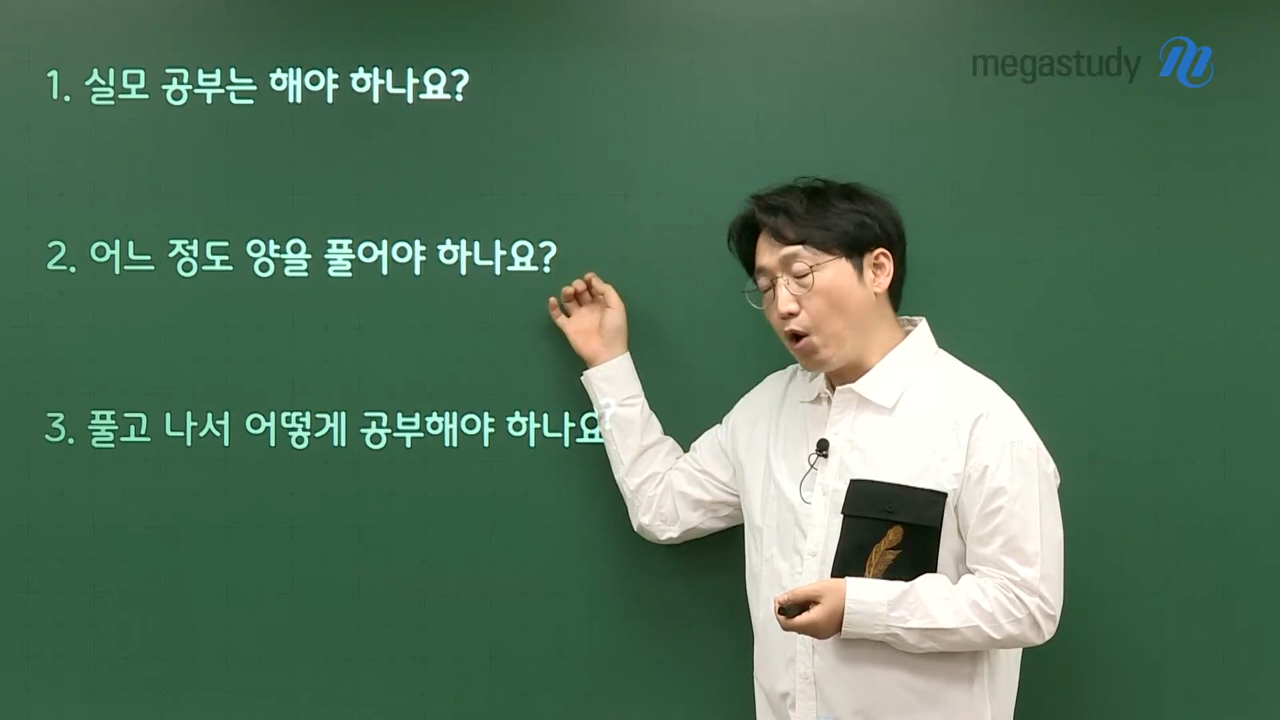 megastudy
1. 실모 공부는 해야 하나요?
2. 어느 정도 양을 풀어야 하나요?
3. 풀고 나서 어떻게 공부해야 하나요?